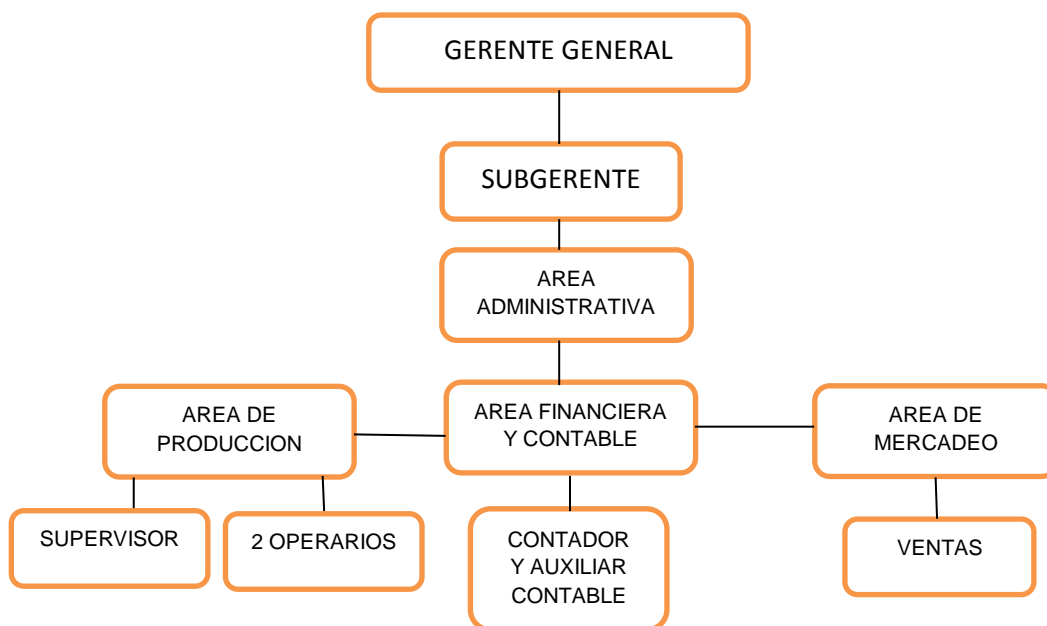 GERENTE GENERAL
SUBGERENTE
AREA
ADMINISTRATIVA
AREA DE
PRODUCCION
AREA FINANCIERA
Y CONTABLE
AREA DE
MERCADEO
SUPERVISOR
2 OPERARIOS
CONTADOR
Y AUXILIAR
CONTABLE
VENTAS